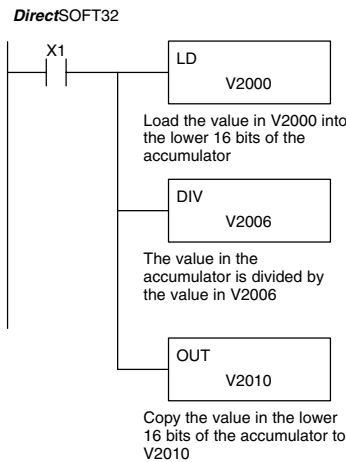 DirectSOFT32
X1
LD
V2000
Load the value in V2000 into
the lower 16 bits of the
accumulator
DIV
V2006
The value in the
accumulator is divided by
the value in V2006
OUT
V2010
Copy the value in the lower
16 bits of the accumulator to
V2010